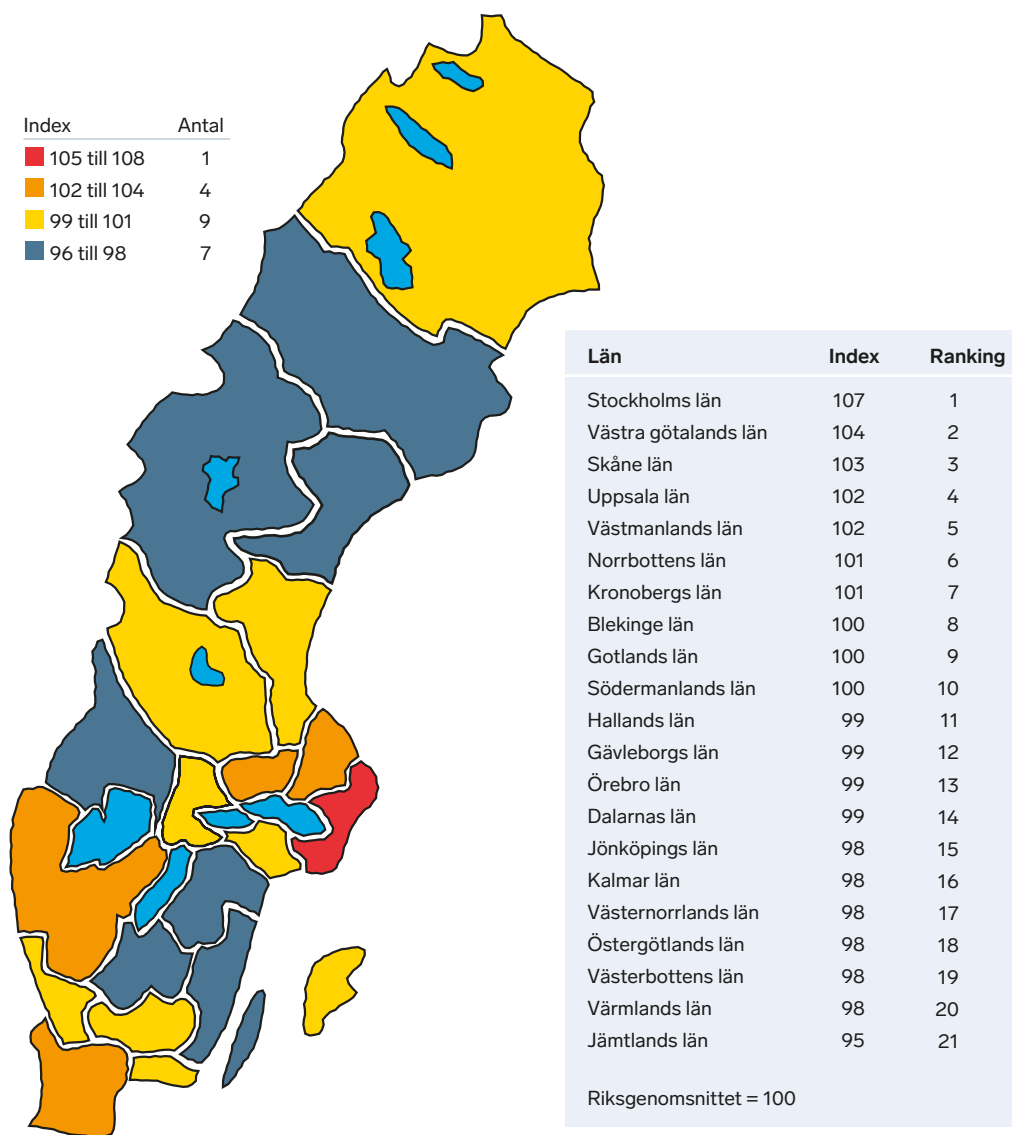 Index Antal
105 till 108 1
102 till 104 4
99 till 101 9
96 till 98 7
Län Index Ranking
Stockholms län 107 1
Västra götalands län 104 2
Skåne län 103 3
Uppsala län 102 4
Västmanlands län 102 5
Norrbottens län 101 6
Kronobergs län 101 7
Blekinge län 100 8
Gotlands län 100 9
Södermanlands län 100 10
Hallands län 99 11
Gävleborgs län 99 12
Örebro län 99 13
Dalarnas län 99 14
Jönköpings län 98 15
Kalmar län 98 16
Västernorrlands län 98 17
Östergötlands län 98 18
Västerbottens län 98 19
Värmlands län 98 20
Jämtlands län 95 21
Riksgenomsnittet = 100